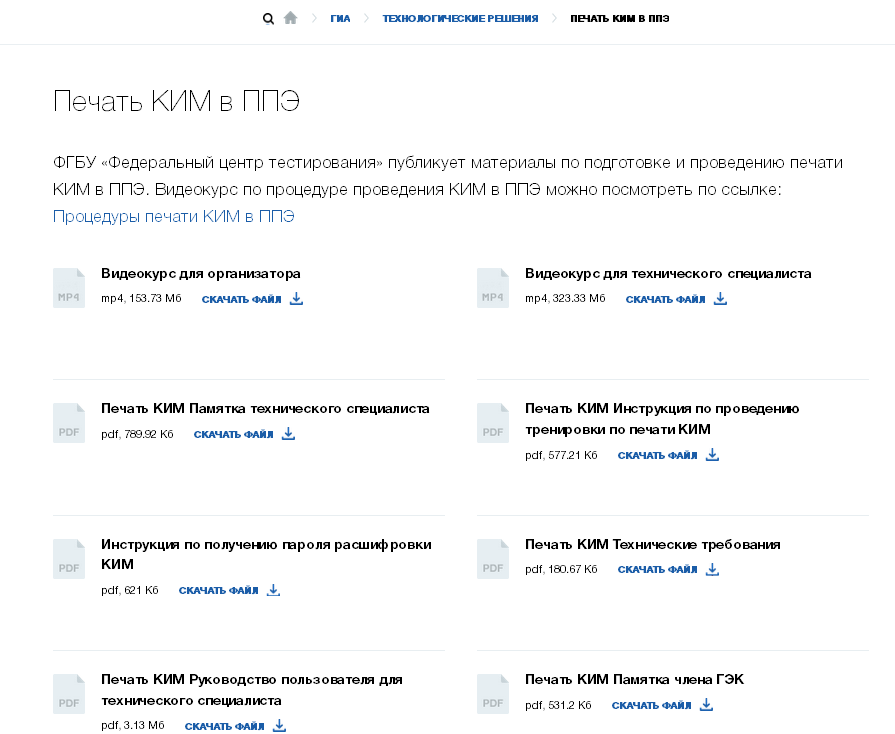 ГИА ТЕХНОЛОГИЧЕСКИЕ РЕШЕНИЯ ПЕЧАТЬ КИМ В ППЭ
Печать КИМ в ППЭ
ФГБУ «Федеральный центр тестирования» публикует материалы по подготовке и проведению печати
КИМ в ППЭ. Видеокурс по процедуре проведения КИМ в ППЭ можно посмотреть по ссылке:
Процедуры печати КИМ в ППЭ
MP4
Видеокурс для организатора
mp4, 153.73 Мб СКАЧАТЬ ФАЙЛ
MP4
Видеокурс для технического специалиста
mp4, 323.33 Мб СКАЧАТЬ ФАЙЛ
PDF
Печать КИМ Памятка технического специалиста
pdf, 789.92 Кб СКАЧАТЬ ФАЙЛ
PDF
Печать КИМ Инструкция по проведению
тренировки по печати КИМ
pdf, 577.21 Кб СКАЧАТЬ ФАЙЛ
PDF
Инструкция по получению пароля расшифровки
КИМ
pdf, 621 Кб СКАЧАТЬ ФАЙЛ
PDF
Печать КИМ Технические требования
pdf, 180.67 Кб СКАЧАТЬ ФАЙЛ
PDF
Печать КИМ Руководство пользователя для
технического специалиста
pdf, 3.13 Мб СКАЧАТЬ ФАЙЛ
PDF
Печать КИМ Памятка члена ГЭК
pdf, 531.2 Кб СКАЧАТЬ ФАЙЛ